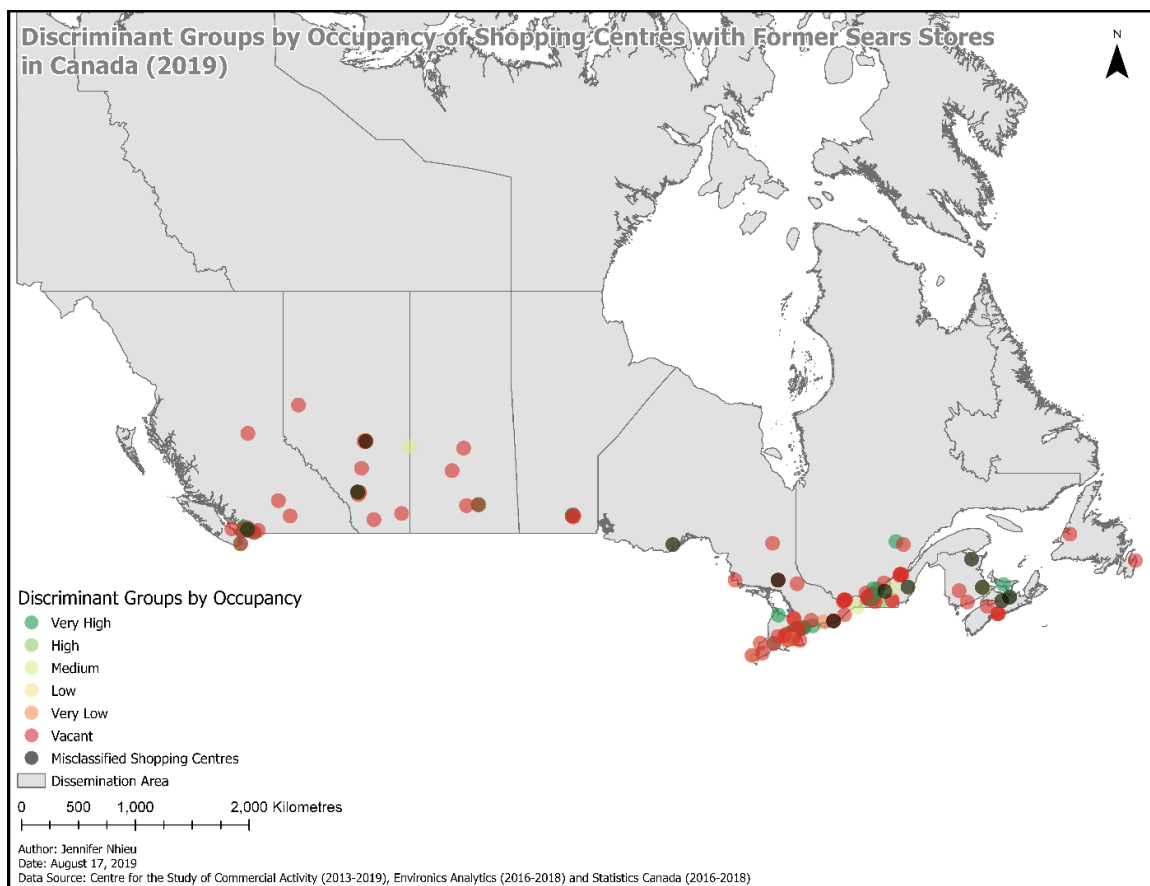 Discriminant Groups by Occupancy of Shopping Centres with Former Sears Stores
in Canada (2019)
N
Discriminant Groups by Occupancy
Very High
High
Medium
Low
Very Low
Vacant
Misclassified Shopping Centres
Dissemination Area
0 500 1,000 2,000 Kilometres
Author: Jennifer Nhieu
Date: August 17, 2019
Data Source: Centre for the Study of Commercial Activity (2013-2019), Environics Analytics (2016-2018) and Statistics Canada (2016-2018)